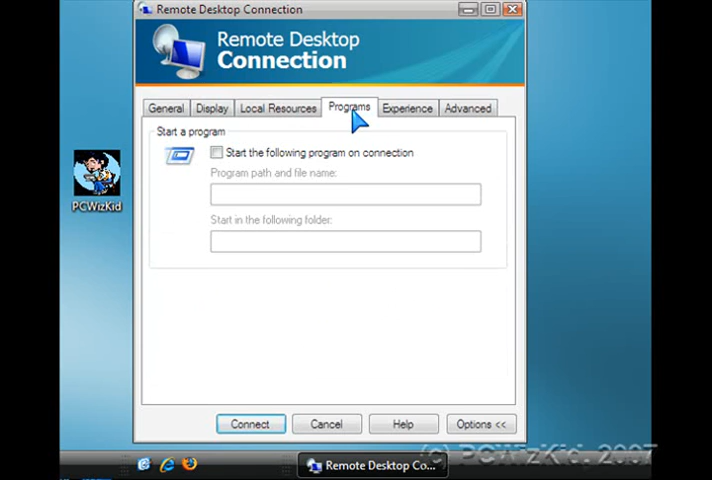 Remote Desktop Connection
Remote Desktop
Connection
General Display Local Resources Programs Experience Advanced
Start a program
Start the following program on connection
Program path and file name:
Start in the following folder:
PCWizKid
Connect Cancel Help Options <<
(c) PCWizKid, 2007
Remote Desktop Co...